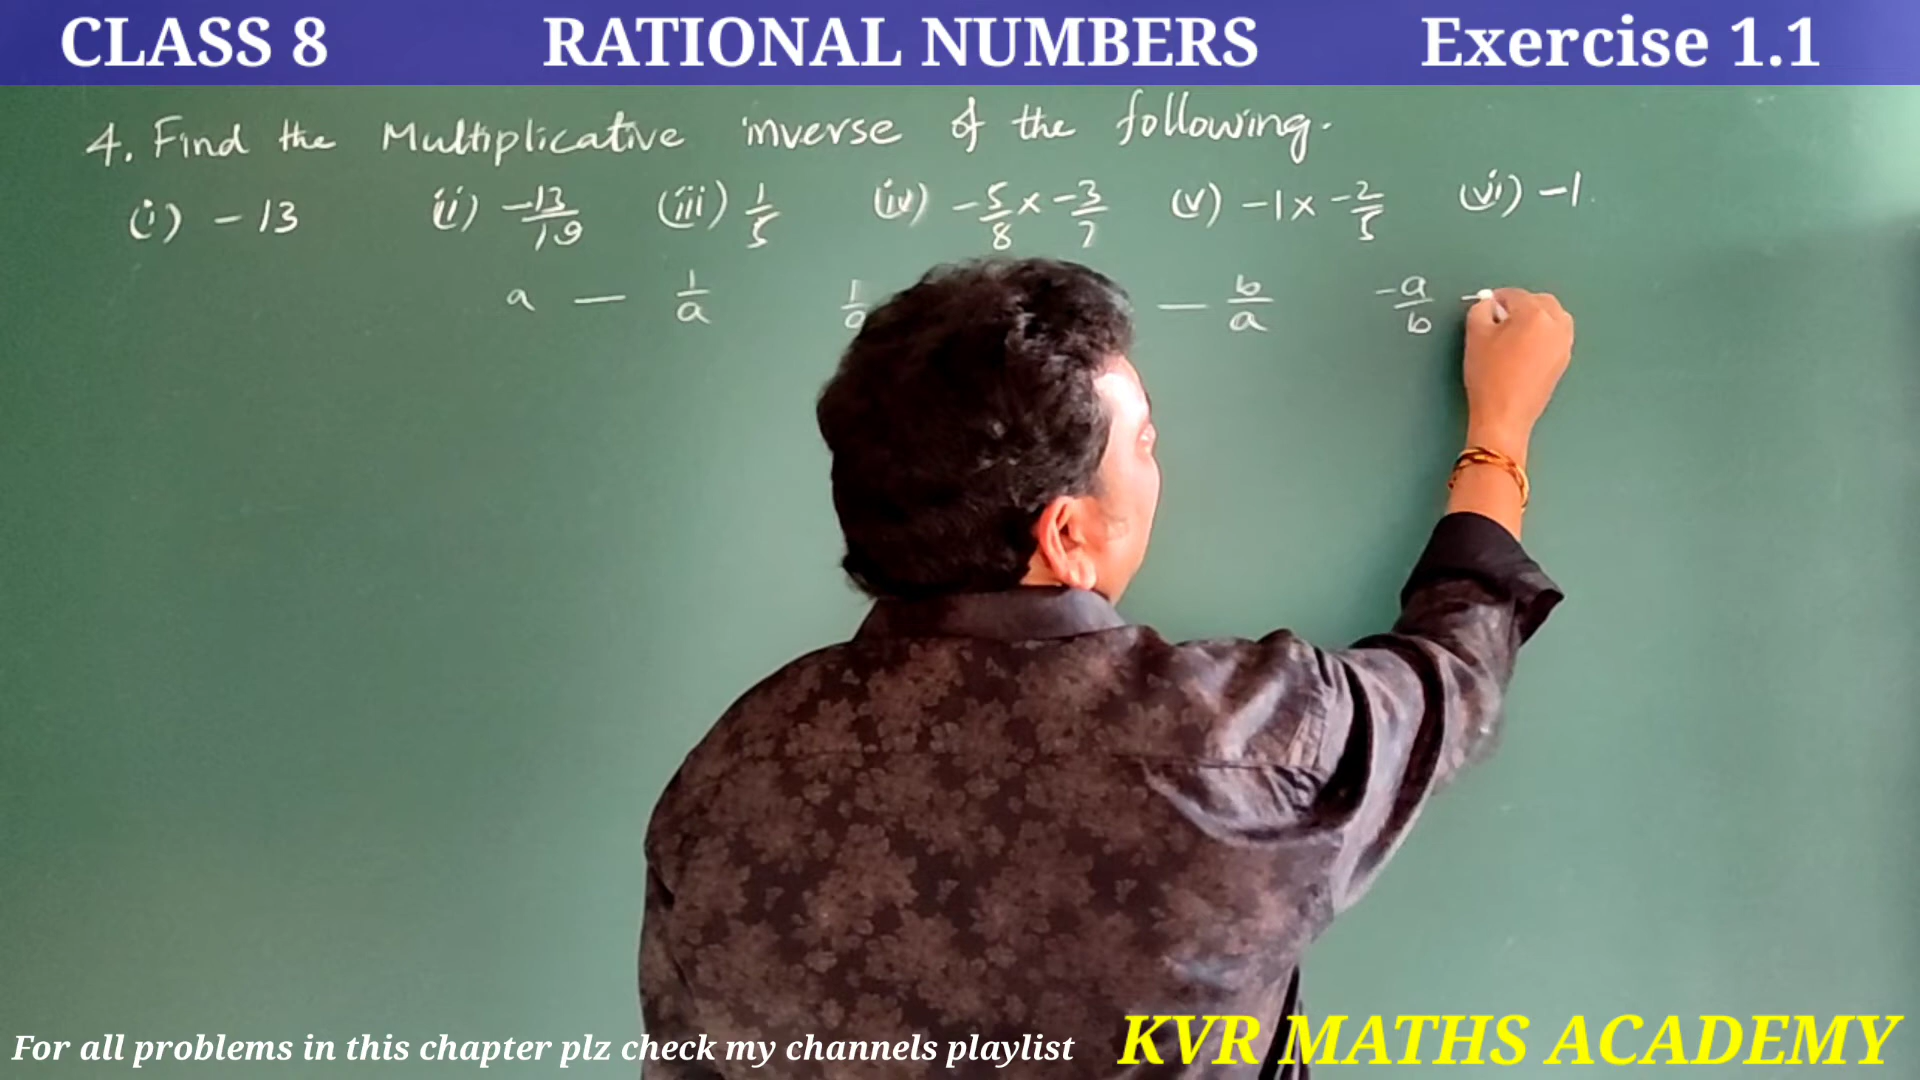 CLASS 8 RATIONAL NUMBERS Exercise 1.1
4. Find the Multiplicative inverse of the following.
(i) -13 (ii) -13/19 (iii) 1/5 (iv) -5/8 x -3/7 (v) -1 x -2/5 (vi) -1.
a — 1/a 1/a — b/a -a/b
For all problems in this chapter plz check my channels playlist KVR MATHS ACADEMY